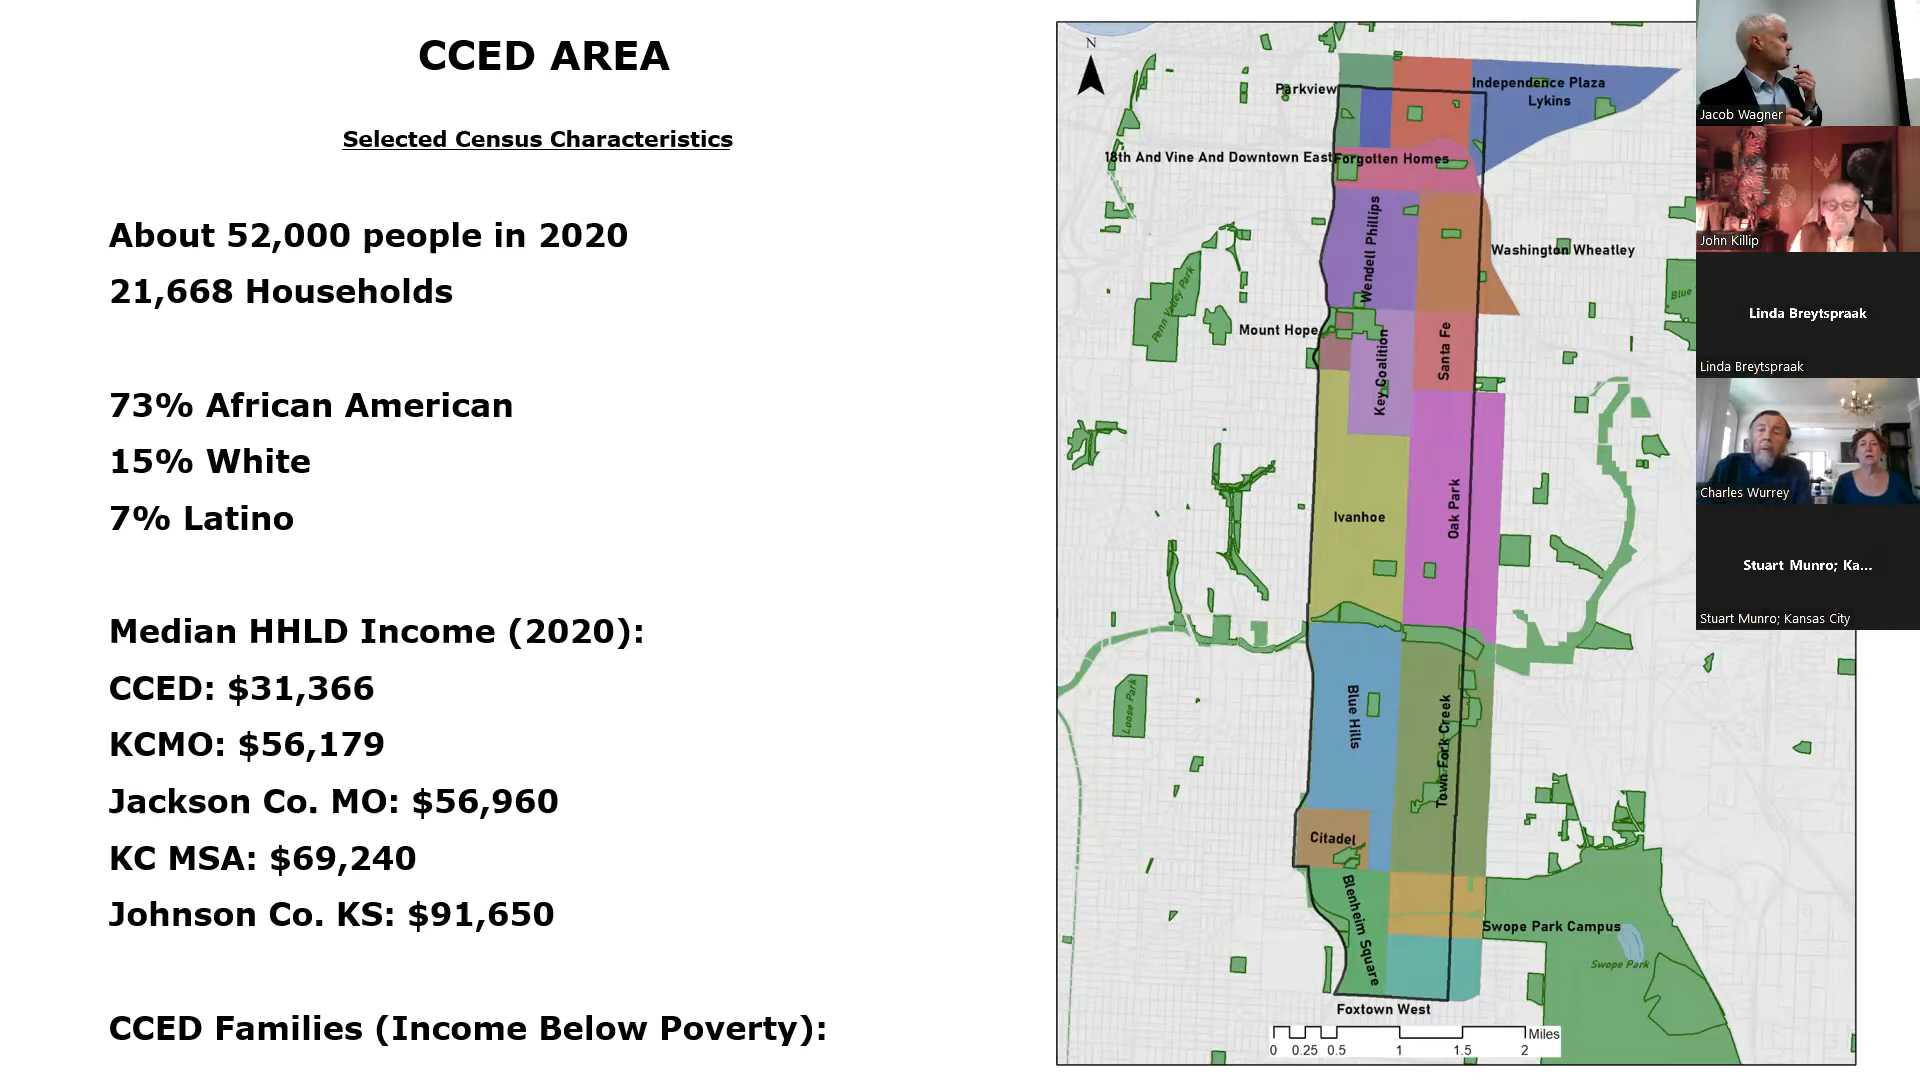 CCED AREA
Selected Census Characteristics
About 52,000 people in 2020
21,668 Households
73% African American
15% White
7% Latino
Median HHLD Income (2020):
CCED: $31,366
KCMO: $56,179
Jackson Co. MO: $56,960
KC MSA: $69,240
Johnson Co. KS: $91,650
CCED Families (Income Below Poverty):
N
Parkview
Independence Plaza
Lykins
18th And Vine And Downtown East
Forgotten Homes
Wendell Phillips
Washington Wheatley
Penn Valley Park
Blue
Mount Hope
Key Coalition
Santa Fe
Ivanhoe
Oak Park
Loose Park
Blue Hills
Town Fork Creek
Citadel
Blenheim Square
Swope Park Campus
Swope Park
Foxtown West
Miles
0 0.25 0.5 1 1.5 2
Jacob Wagner
John Killip
Linda Breytspraak
Linda Breytspraak
Charles Wurrey
Stuart Munro; Ka...
Stuart Munro; Kansas City